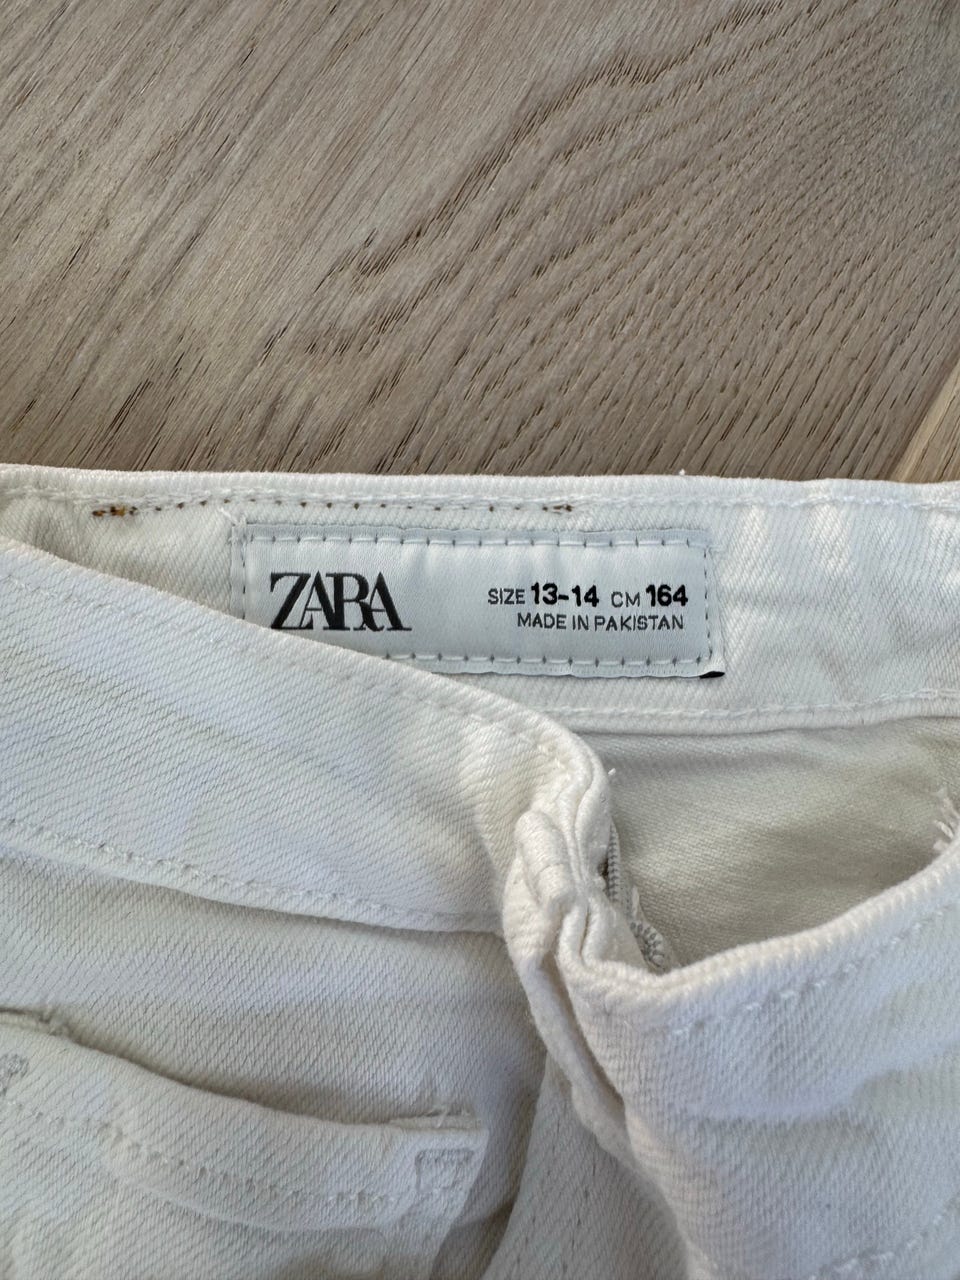 ZARA
SIZE 13-14 CM 164
MADE IN PAKISTAN